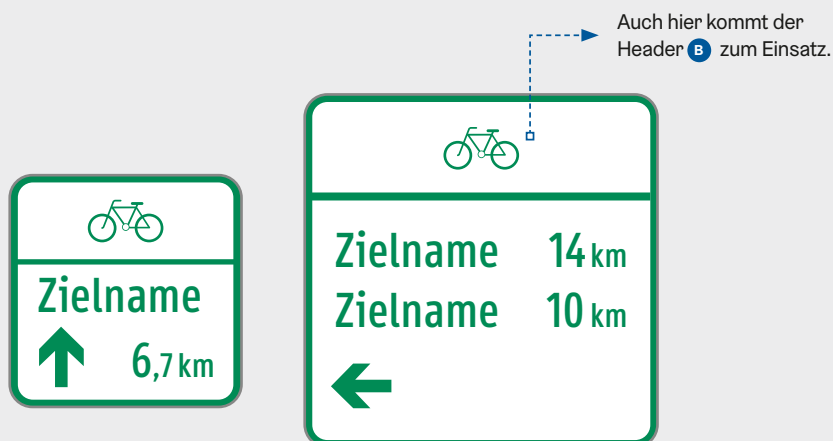 Auch hier kommt der
Header B zum Einsatz.
Zielname
6,7 km
Zielname 14 km
Zielname 10 km